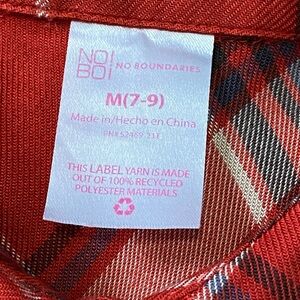 NO!
BO! NO BOUNDARIES
M(7-9)
Made in/Hecho en China
THIS LABEL YARN IS MADE
OUT OF 100% RECYCLED
POLYESTER MATERIALS